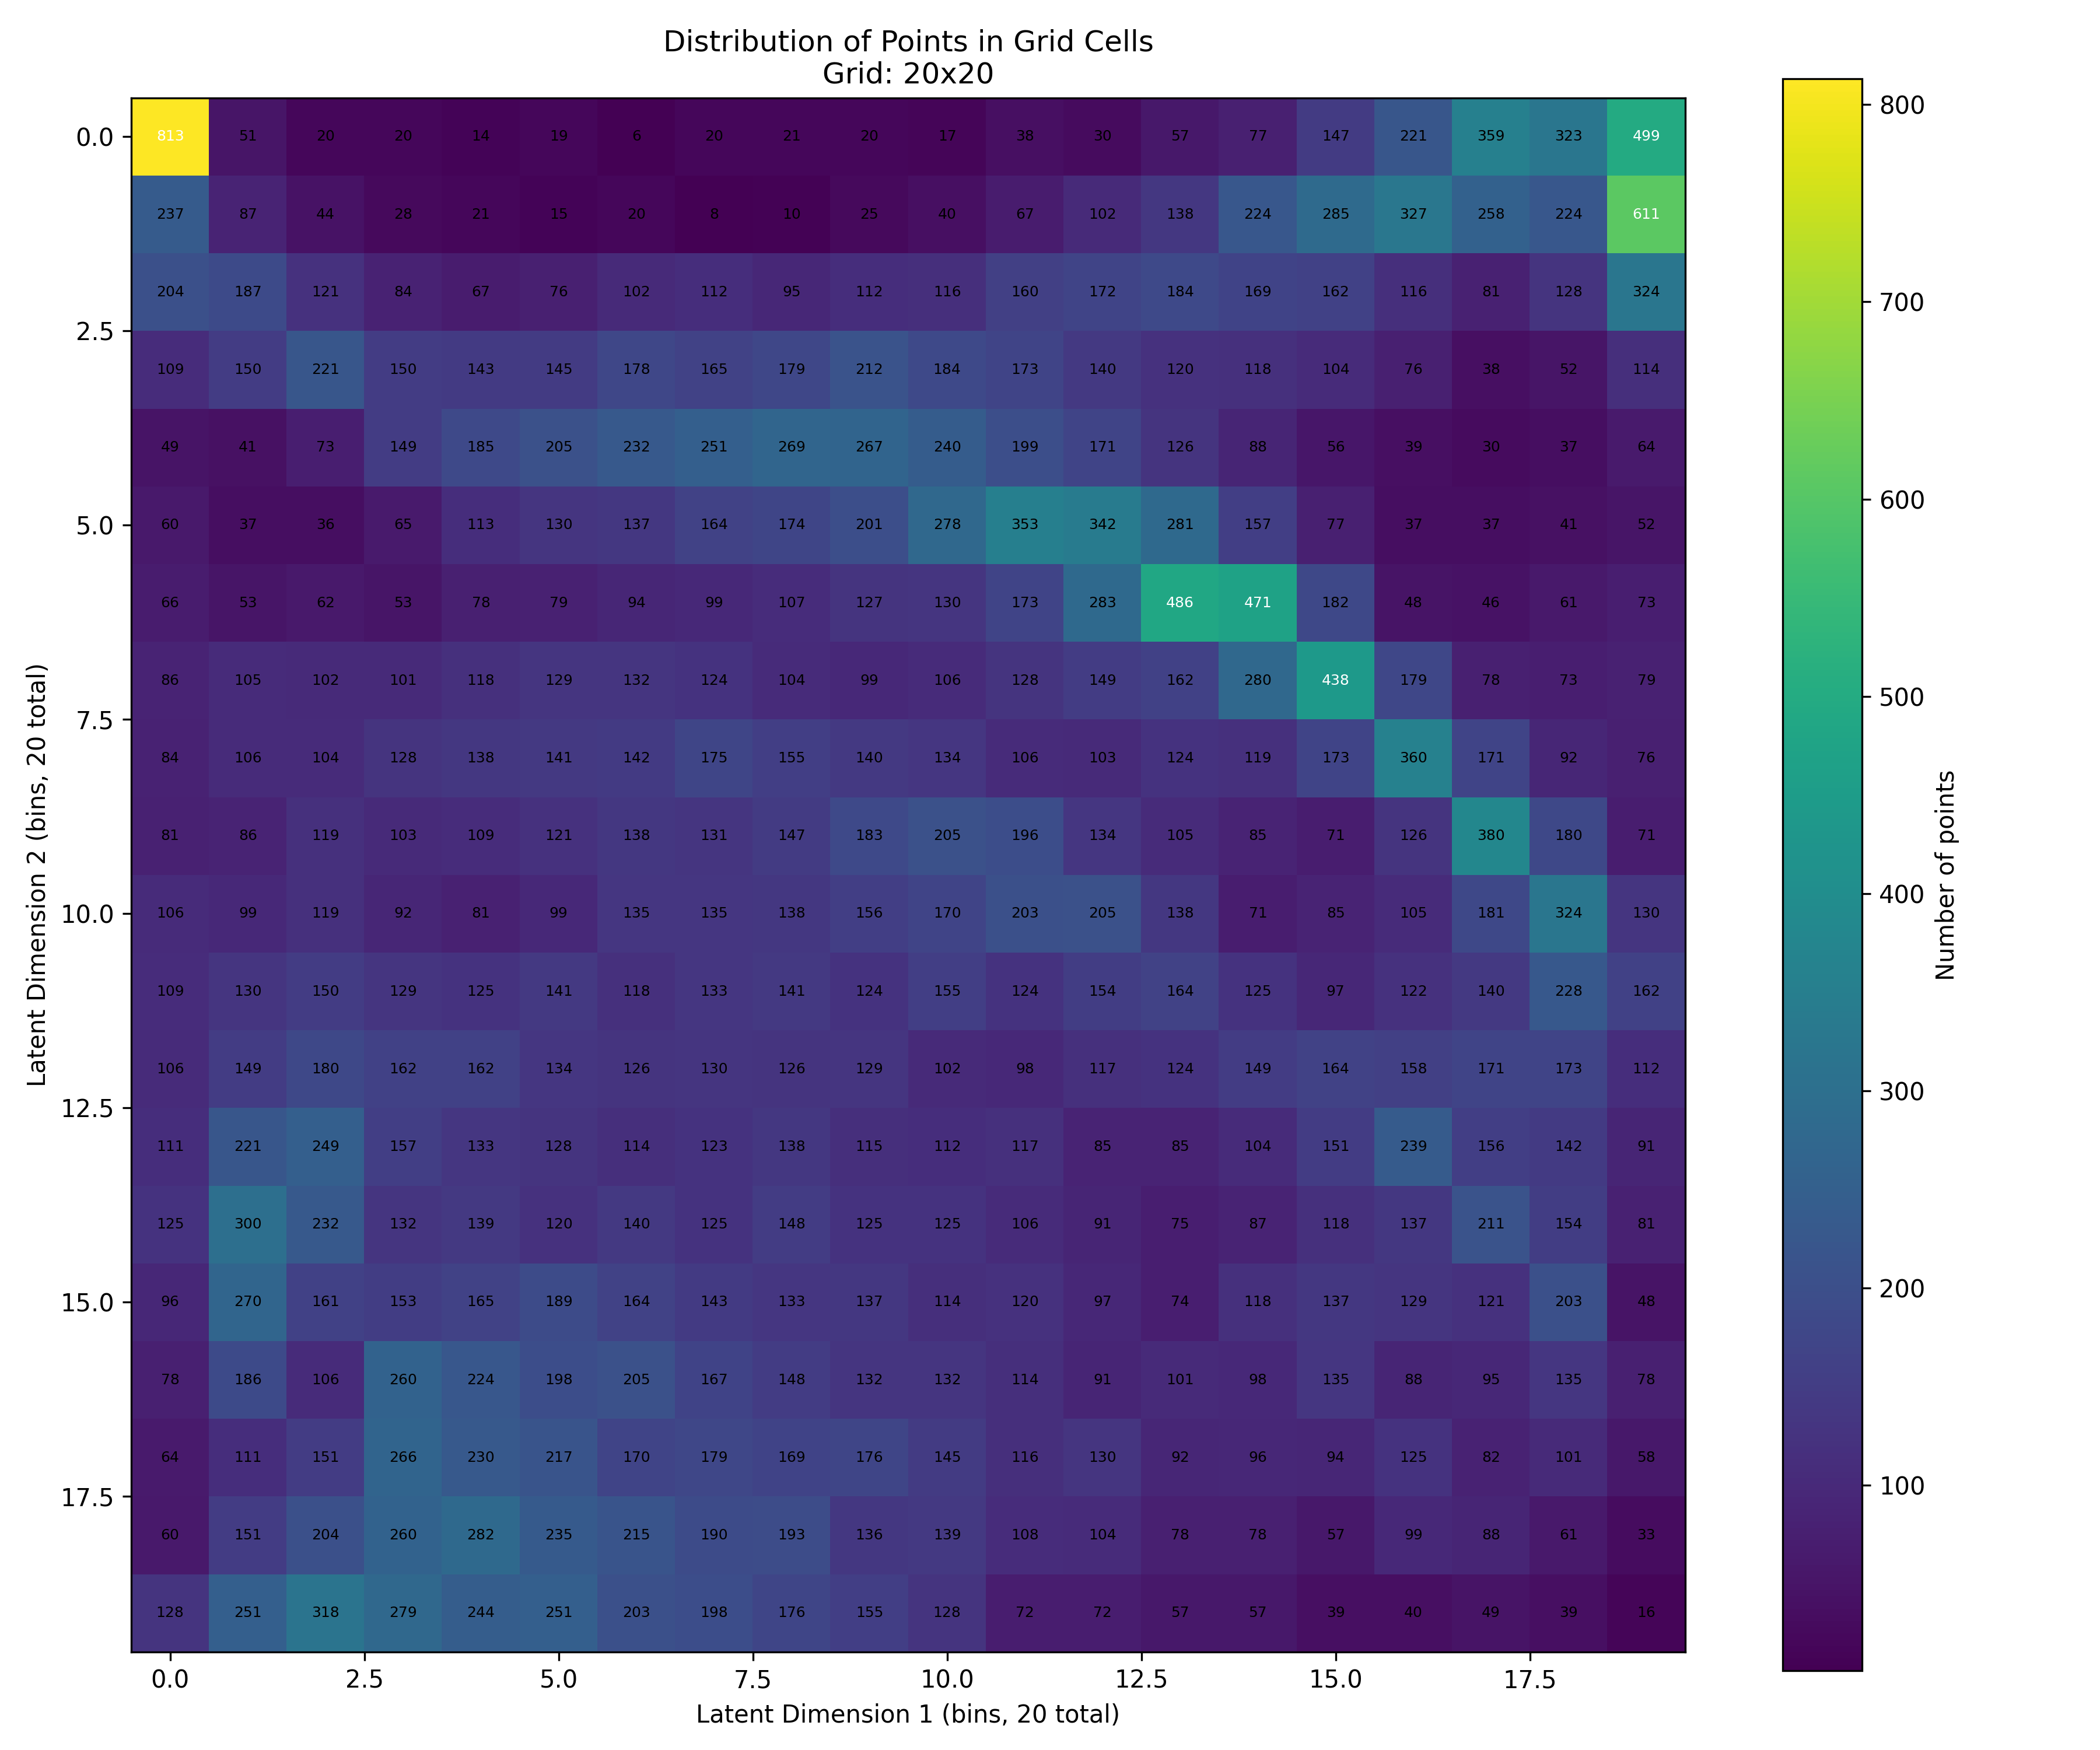 Distribution of Points in Grid Cells
Grid: 20x20
0.0 813 51 20 20 14 19 6 20 21 20 17 38 30 57 77 147 221 359 323 499
237 87 44 28 21 15 20 8 10 25 40 67 102 138 224 285 327 258 224 611
204 187 121 84 67 76 102 112 95 112 116 160 172 184 169 162 116 81 128 324
2.5
109 150 221 150 143 145 178 165 179 212 184 173 140 120 118 104 76 38 52 114
49 41 73 149 185 205 232 251 269 267 240 199 171 126 88 56 39 30 37 64
5.0 60 37 36 65 113 130 137 164 174 201 278 353 342 281 157 77 37 37 41 52
66 53 62 53 78 79 94 99 107 127 130 173 283 486 471 182 48 46 61 73
86 105 102 101 118 129 132 124 104 99 106 128 149 162 280 438 179 78 73 79
7.5
84 106 104 128 138 141 142 175 155 140 134 106 103 124 119 173 360 171 92 76
81 86 119 103 109 121 138 131 147 183 205 196 134 105 85 71 126 380 180 71
10.0 106 99 119 92 81 99 135 135 138 156 170 203 205 138 71 85 105 181 324 130
109 130 150 129 125 141 118 133 141 124 155 124 154 164 125 97 122 140 228 162
106 149 180 162 162 134 126 130 126 129 102 98 117 124 149 164 158 171 173 112
12.5
111 221 249 157 133 128 114 123 138 115 112 117 85 85 104 151 239 156 142 91
125 300 232 132 139 120 140 125 148 125 125 106 91 75 87 118 137 211 154 81
15.0 96 270 161 153 165 189 164 143 133 137 114 120 97 74 118 137 129 121 203 48
78 186 106 260 224 198 205 167 148 132 132 114 91 101 98 135 88 95 135 78
64 111 151 266 230 217 170 179 169 176 145 116 130 92 96 94 125 82 101 58
17.5
60 151 204 260 282 235 215 190 193 136 139 108 104 78 78 57 99 88 61 33
128 251 318 279 244 251 203 198 176 155 128 72 72 57 57 39 40 49 39 16
0.0 2.5 5.0 7.5 10.0 12.5 15.0 17.5
Latent Dimension 1 (bins, 20 total)
Latent Dimension 2 (bins, 20 total)
800
700
600
500
400
300
200
100
Number of points